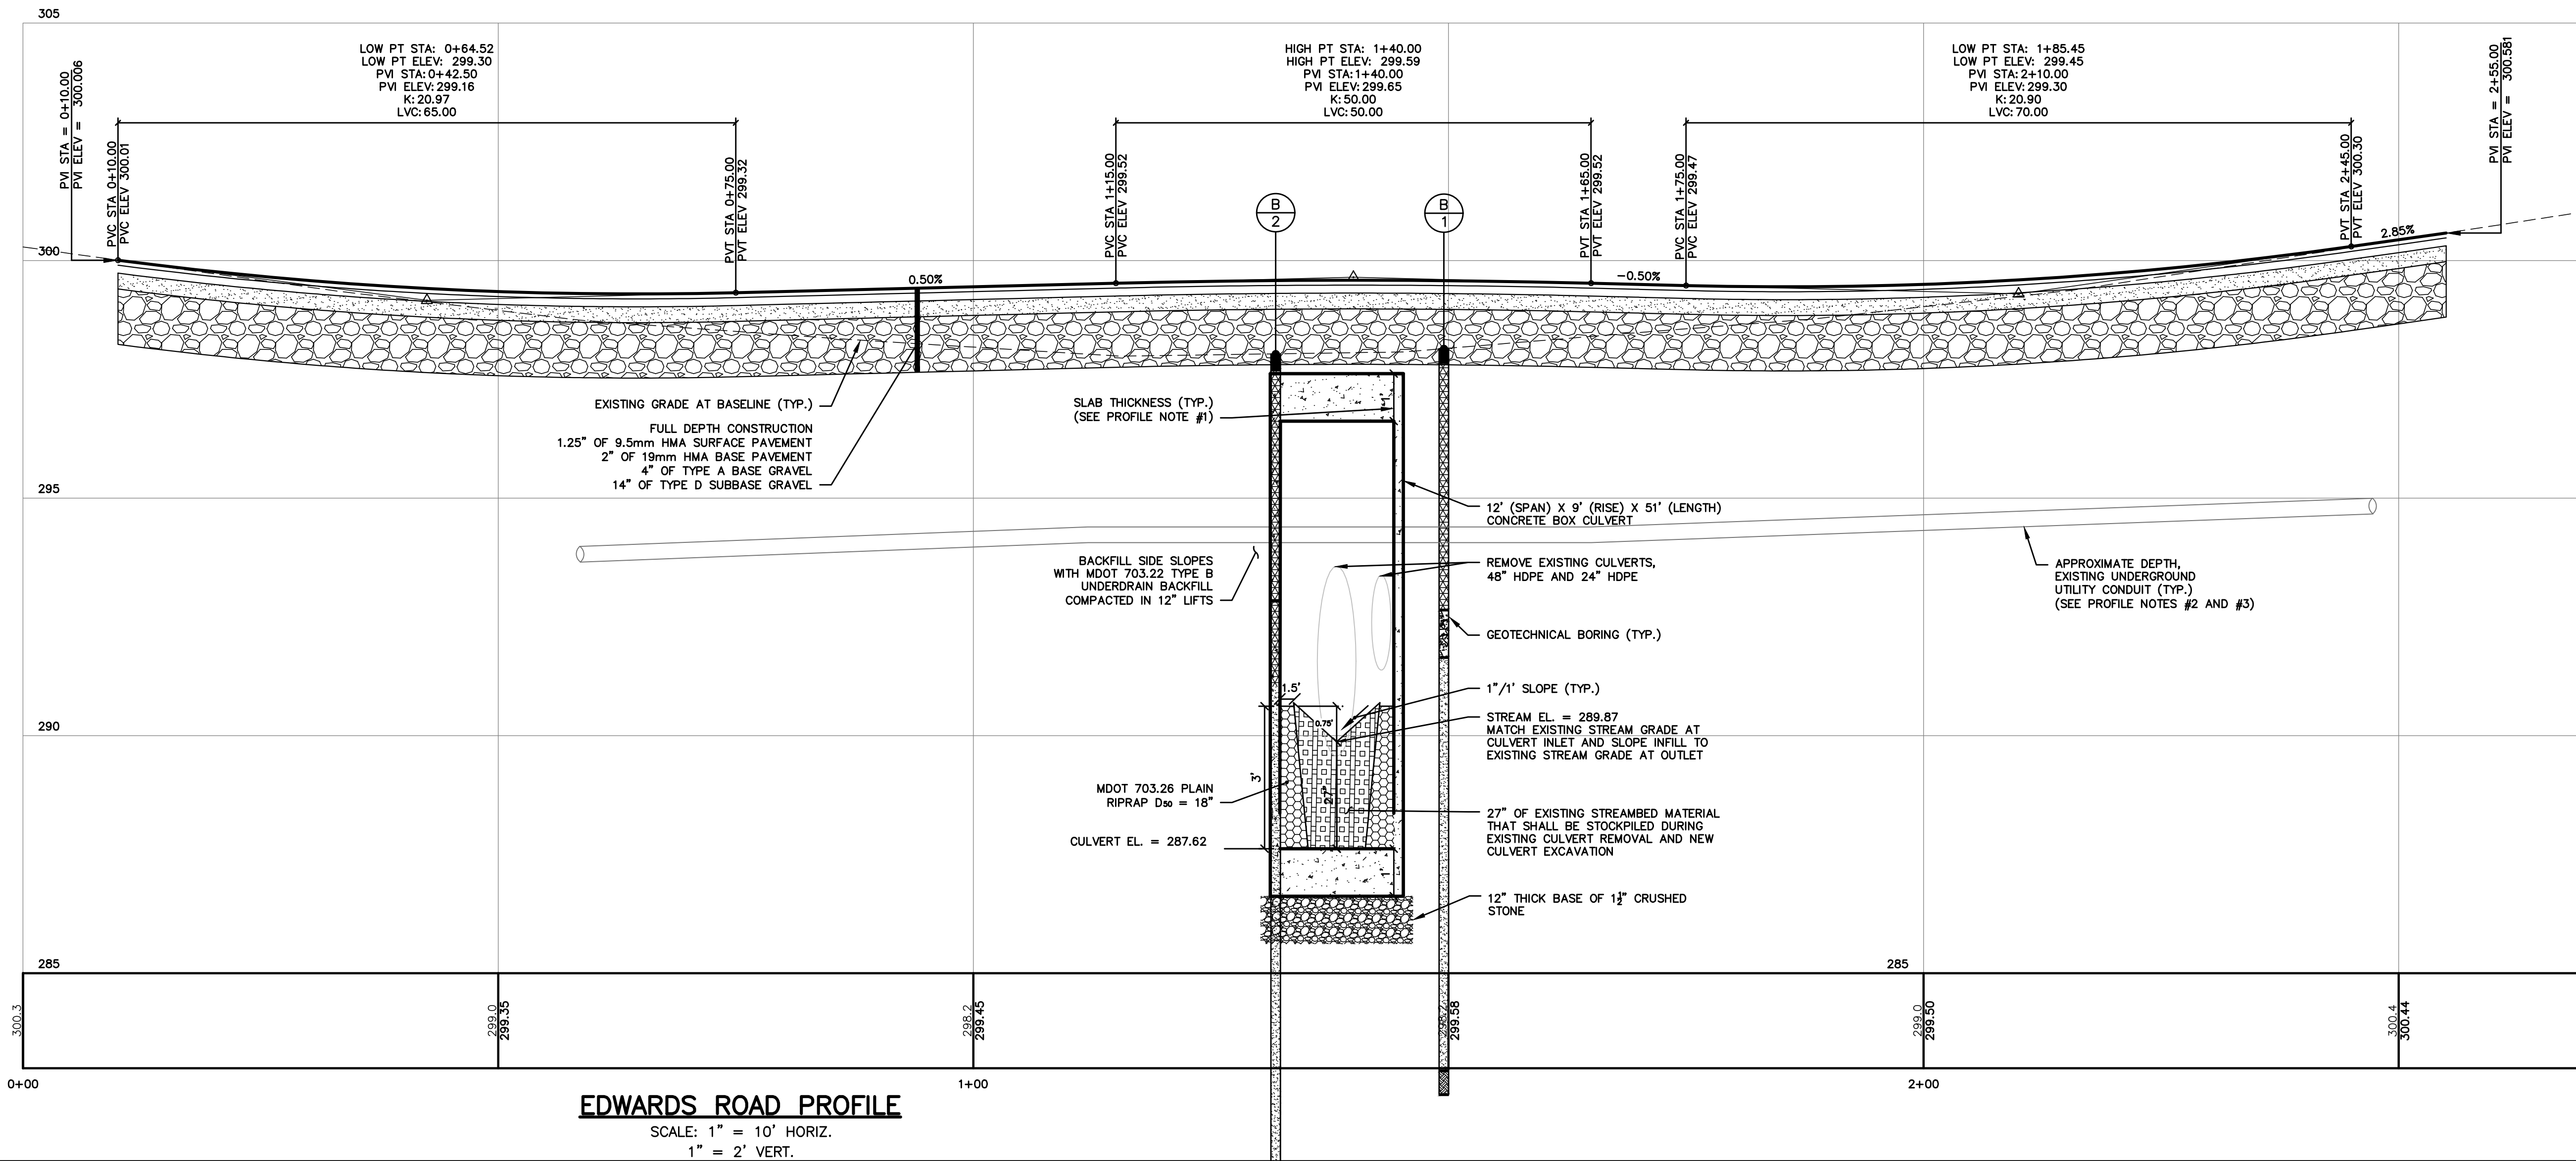 305
LOW PT STA: 0+64.52
LOW PT ELEV: 299.30
PVI STA:0+42.50
PVI ELEV:299.16
K:20.97
LVC:65.00
HIGH PT STA: 1+40.00
HIGH PT ELEV: 299.59
PVI STA:1+40.00
PVI ELEV:299.65
K:50.00
LVC:50.00
LOW PT STA: 1+85.45
LOW PT ELEV: 299.45
PVI STA:2+10.00
PVI ELEV:299.30
K:20.90
LVC:70.00
PVI STA = 0+10.00
PVI ELEV = 300.006
PVC STA 0+10.00
PVC ELEV 300.01
PVT STA 0+75.00
PVT ELEV 299.32
PVC STA 1+15.00
PVC ELEV 299.52
PVT STA 1+65.00
PVT ELEV 299.52
PVC STA 1+75.00
PVC ELEV 299.47
PVT STA 2+45.00
PVT ELEV 300.30
PVI STA = 2+55.00
PVI ELEV = 300.581
B
2
B
1
300
0.50%
-0.50%
2.85%
EXISTING GRADE AT BASELINE (TYP.)
FULL DEPTH CONSTRUCTION
1.25" OF 9.5mm HMA SURFACE PAVEMENT
2" OF 19mm HMA BASE PAVEMENT
4" OF TYPE A BASE GRAVEL
14" OF TYPE D SUBBASE GRAVEL
SLAB THICKNESS (TYP.)
(SEE PROFILE NOTE #1)
295
12' (SPAN) X 9' (RISE) X 51' (LENGTH)
CONCRETE BOX CULVERT
BACKFILL SIDE SLOPES
WITH MDOT 703.22 TYPE B
UNDERDRAIN BACKFILL
COMPACTED IN 12" LIFTS
REMOVE EXISTING CULVERTS,
48" HDPE AND 24" HDPE
APPROXIMATE DEPTH,
EXISTING UNDERGROUND
UTILITY CONDUIT (TYP.)
(SEE PROFILE NOTES #2 AND #3)
GEOTECHNICAL BORING (TYP.)
1.5'
1"/1' SLOPE (TYP.)
0.75'
290
STREAM EL. = 289.87
MATCH EXISTING STREAM GRADE AT
CULVERT INLET AND SLOPE INFILL TO
EXISTING STREAM GRADE AT OUTLET
3'
27"
MDOT 703.26 PLAIN
RIPRAP D50 = 18"
27" OF EXISTING STREAMBED MATERIAL
THAT SHALL BE STOCKPILED DURING
EXISTING CULVERT REMOVAL AND NEW
CULVERT EXCAVATION
CULVERT EL. = 287.62
12" THICK BASE OF 1½" CRUSHED
STONE
285
285
300.3
299.0
299.35
298.2
299.45
298.2
299.58
299.0
299.50
300.4
300.44
0+00
1+00
2+00
EDWARDS ROAD PROFILE
SCALE: 1" = 10' HORIZ.
1" = 2' VERT.